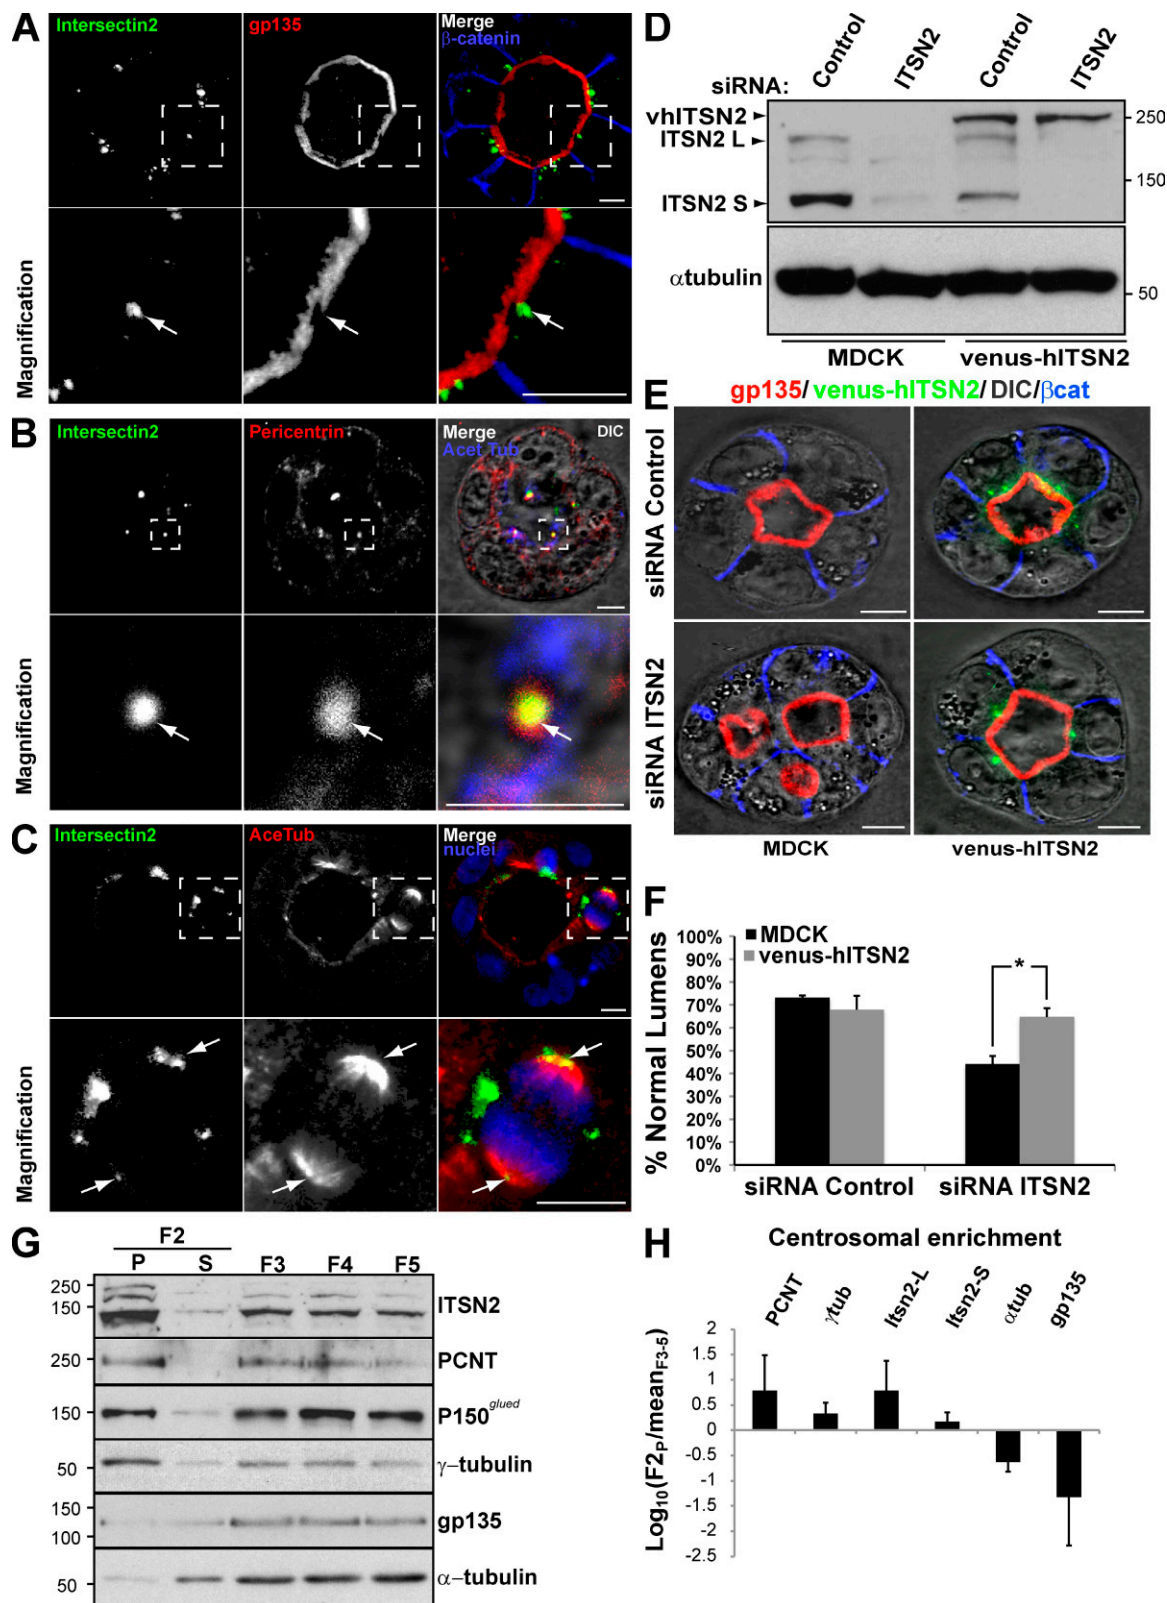 A
Intersectin2
gp135
Merge
β-catenin
Magnification
B
Intersectin2
Pericentrin
Merge
Acet Tub
DIC
Magnification
C
Intersectin2
AceTub
Merge
nuclei
Magnification
D
siRNA:
Control
ITSN2
Control
ITSN2
vhITSN2
ITSN2 L
ITSN2 S
250
150
αtubulin
50
MDCK
venus-hITSN2
E
gp135/venus-hITSN2/DIC/βcat
siRNA Control
siRNA ITSN2
MDCK
venus-hITSN2
F
% Normal Lumens
100%
90%
80%
70%
60%
50%
40%
30%
20%
10%
0%
MDCK
venus-hITSN2
*
siRNA Control
siRNA ITSN2
G
F2
P
S
F3
F4
F5
250
150
ITSN2
250
PCNT
150
P150glued
50
γ-tubulin
150
100
gp135
50
α-tubulin
H
Centrosomal enrichment
PCNT
γtub
Itsn2-L
Itsn2-S
αtub
gp135
Log10(F2P/meanF3-5)
2
1.5
1
0.5
0
-0.5
-1
-1.5
-2
-2.5